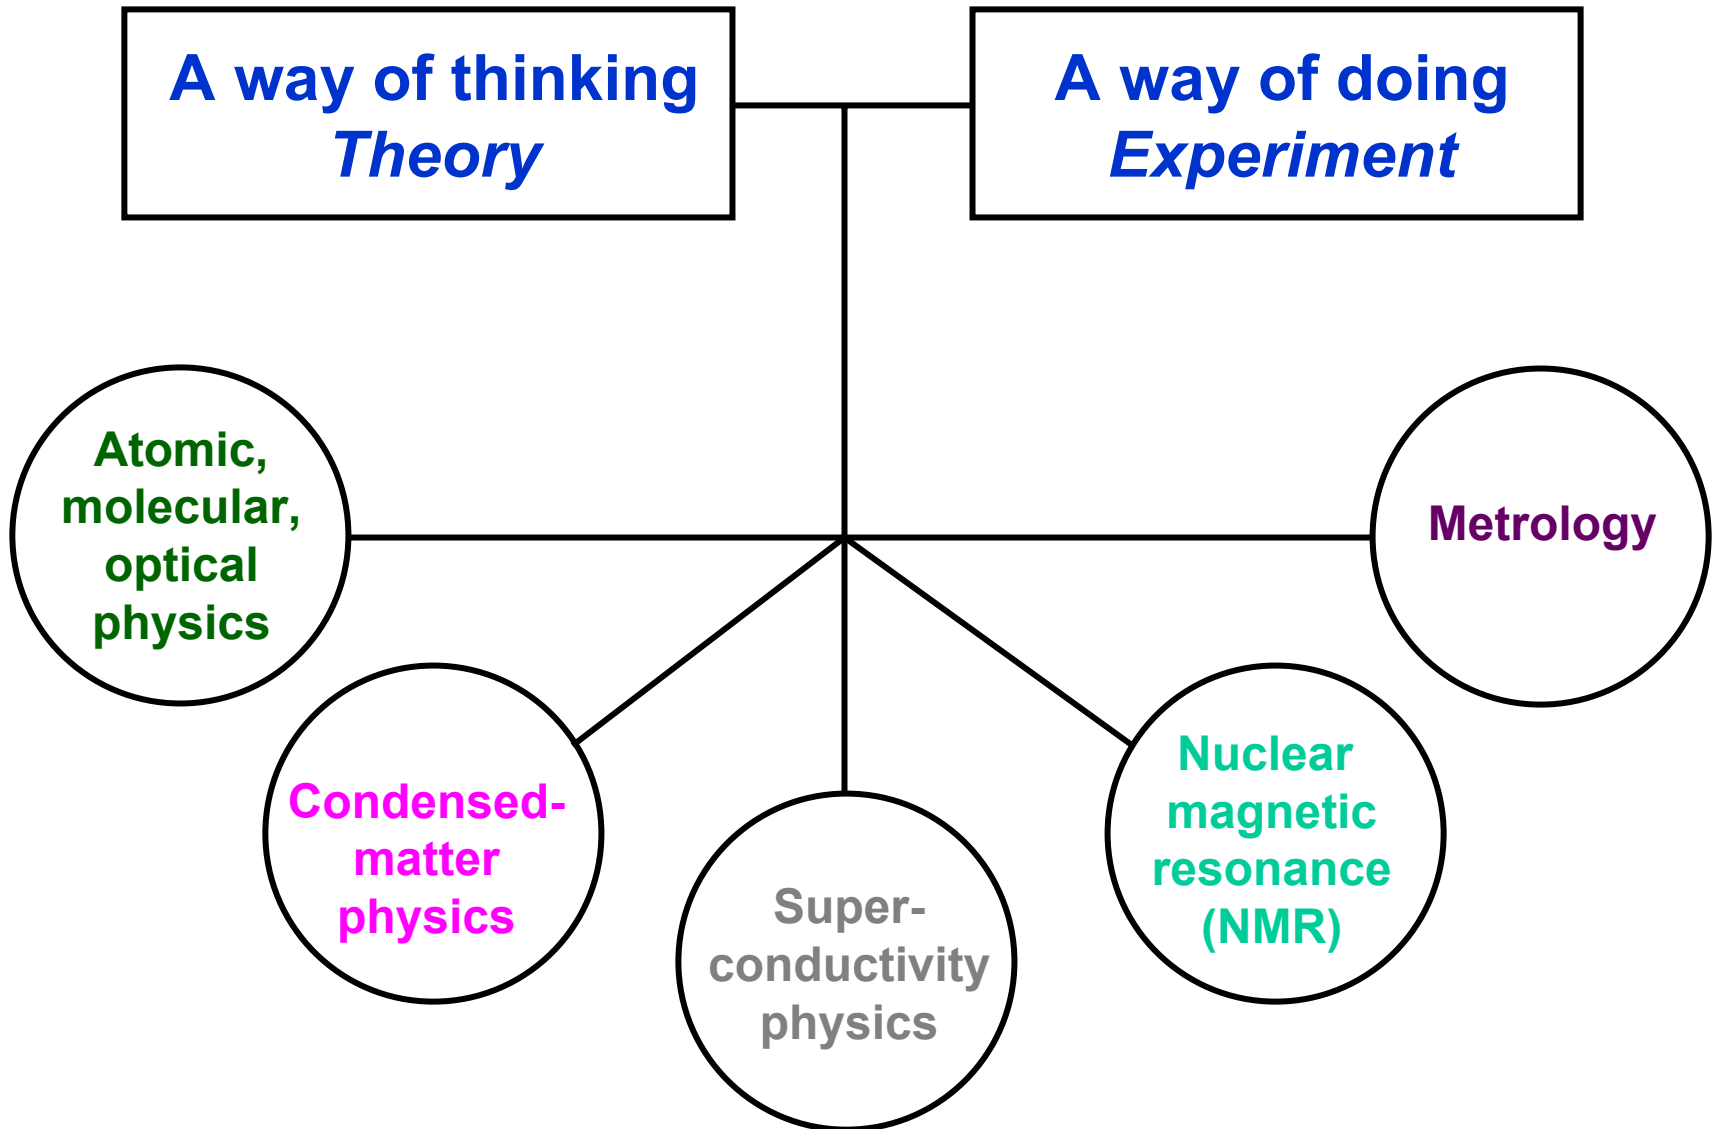 A way of thinking
Theory
A way of doing
Experiment
Atomic,
molecular,
optical
physics
Metrology
Condensed-
matter
physics
Super-
conductivity
physics
Nuclear
magnetic
resonance
(NMR)